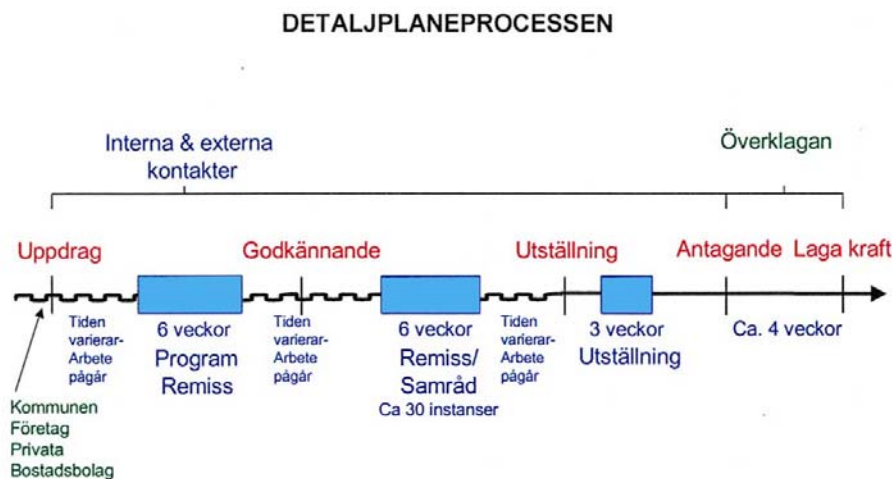 DETALJPLANEPROCESSEN
Interna & externa
kontakter
Överklagan
Uppdrag
Godkännande
Utställning
Antagande
Laga kraft
Tiden
varierar-
Arbete
pågår
6 veckor
Program
Remiss
Tiden
varierar-
Arbete
pågår
6 veckor
Remiss/
Samråd
Ca 30 instanser
Tiden
varierar-
Arbete
pågår
3 veckor
Utställning
Ca. 4 veckor
Kommunen
Företag
Privata
Bostadsbolag